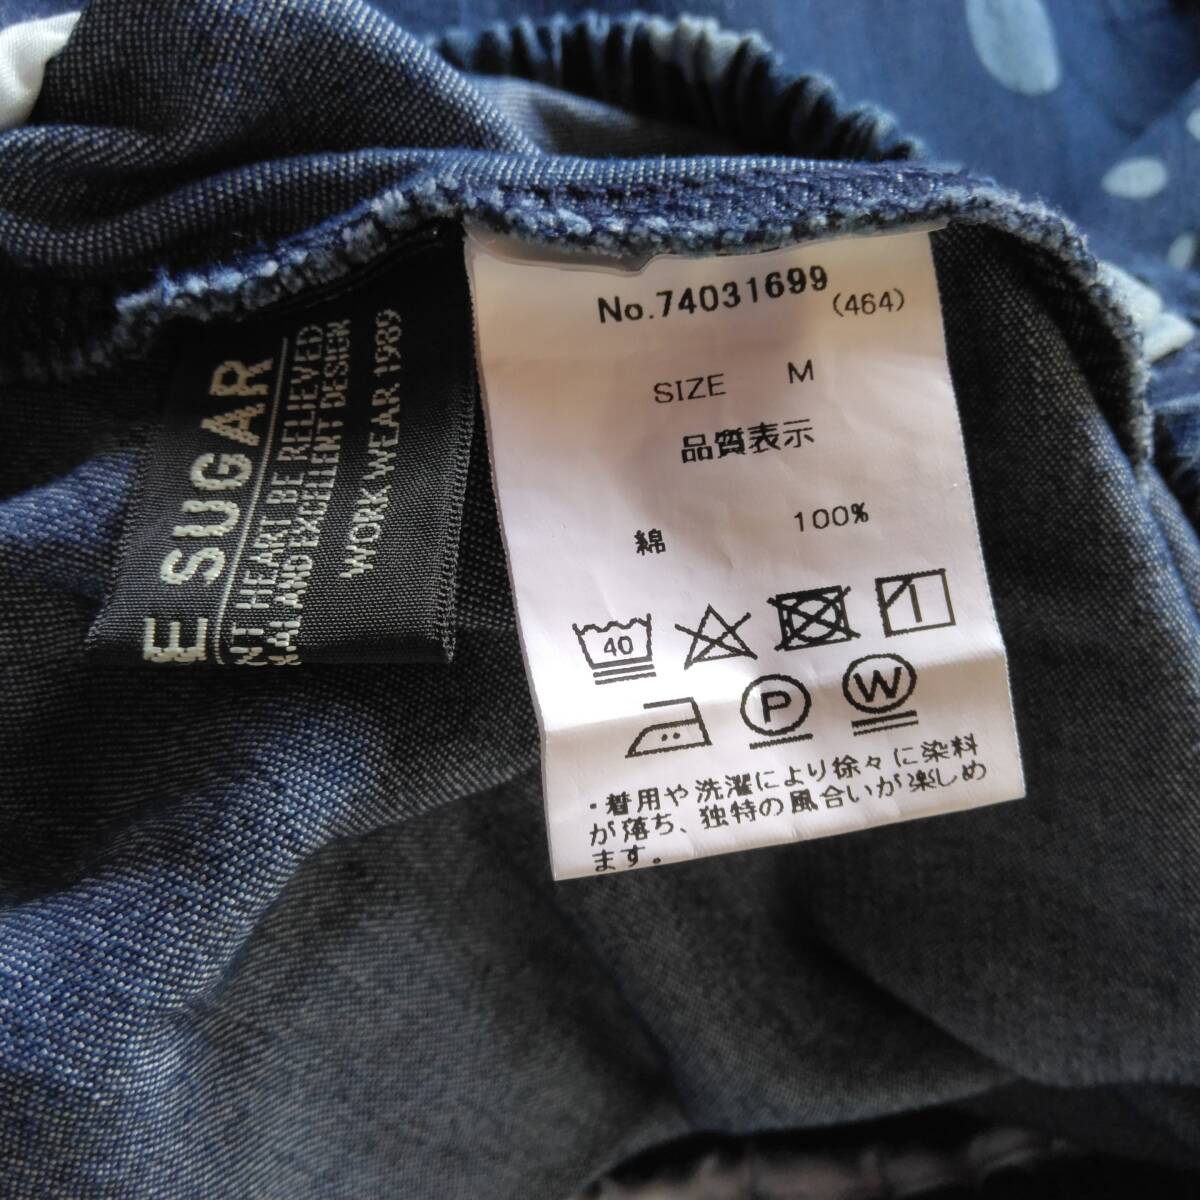 No.74031699
(464)
SIZE M
品質表示
綿 100%
40
P W
・着用や洗濯により徐々に染料
が落ち、独特の風合いが楽しめ
ます。
E SUGAR
HEART BE RELIEVED
AND EXCELLENT DESIGN
WORK WEAR 1989